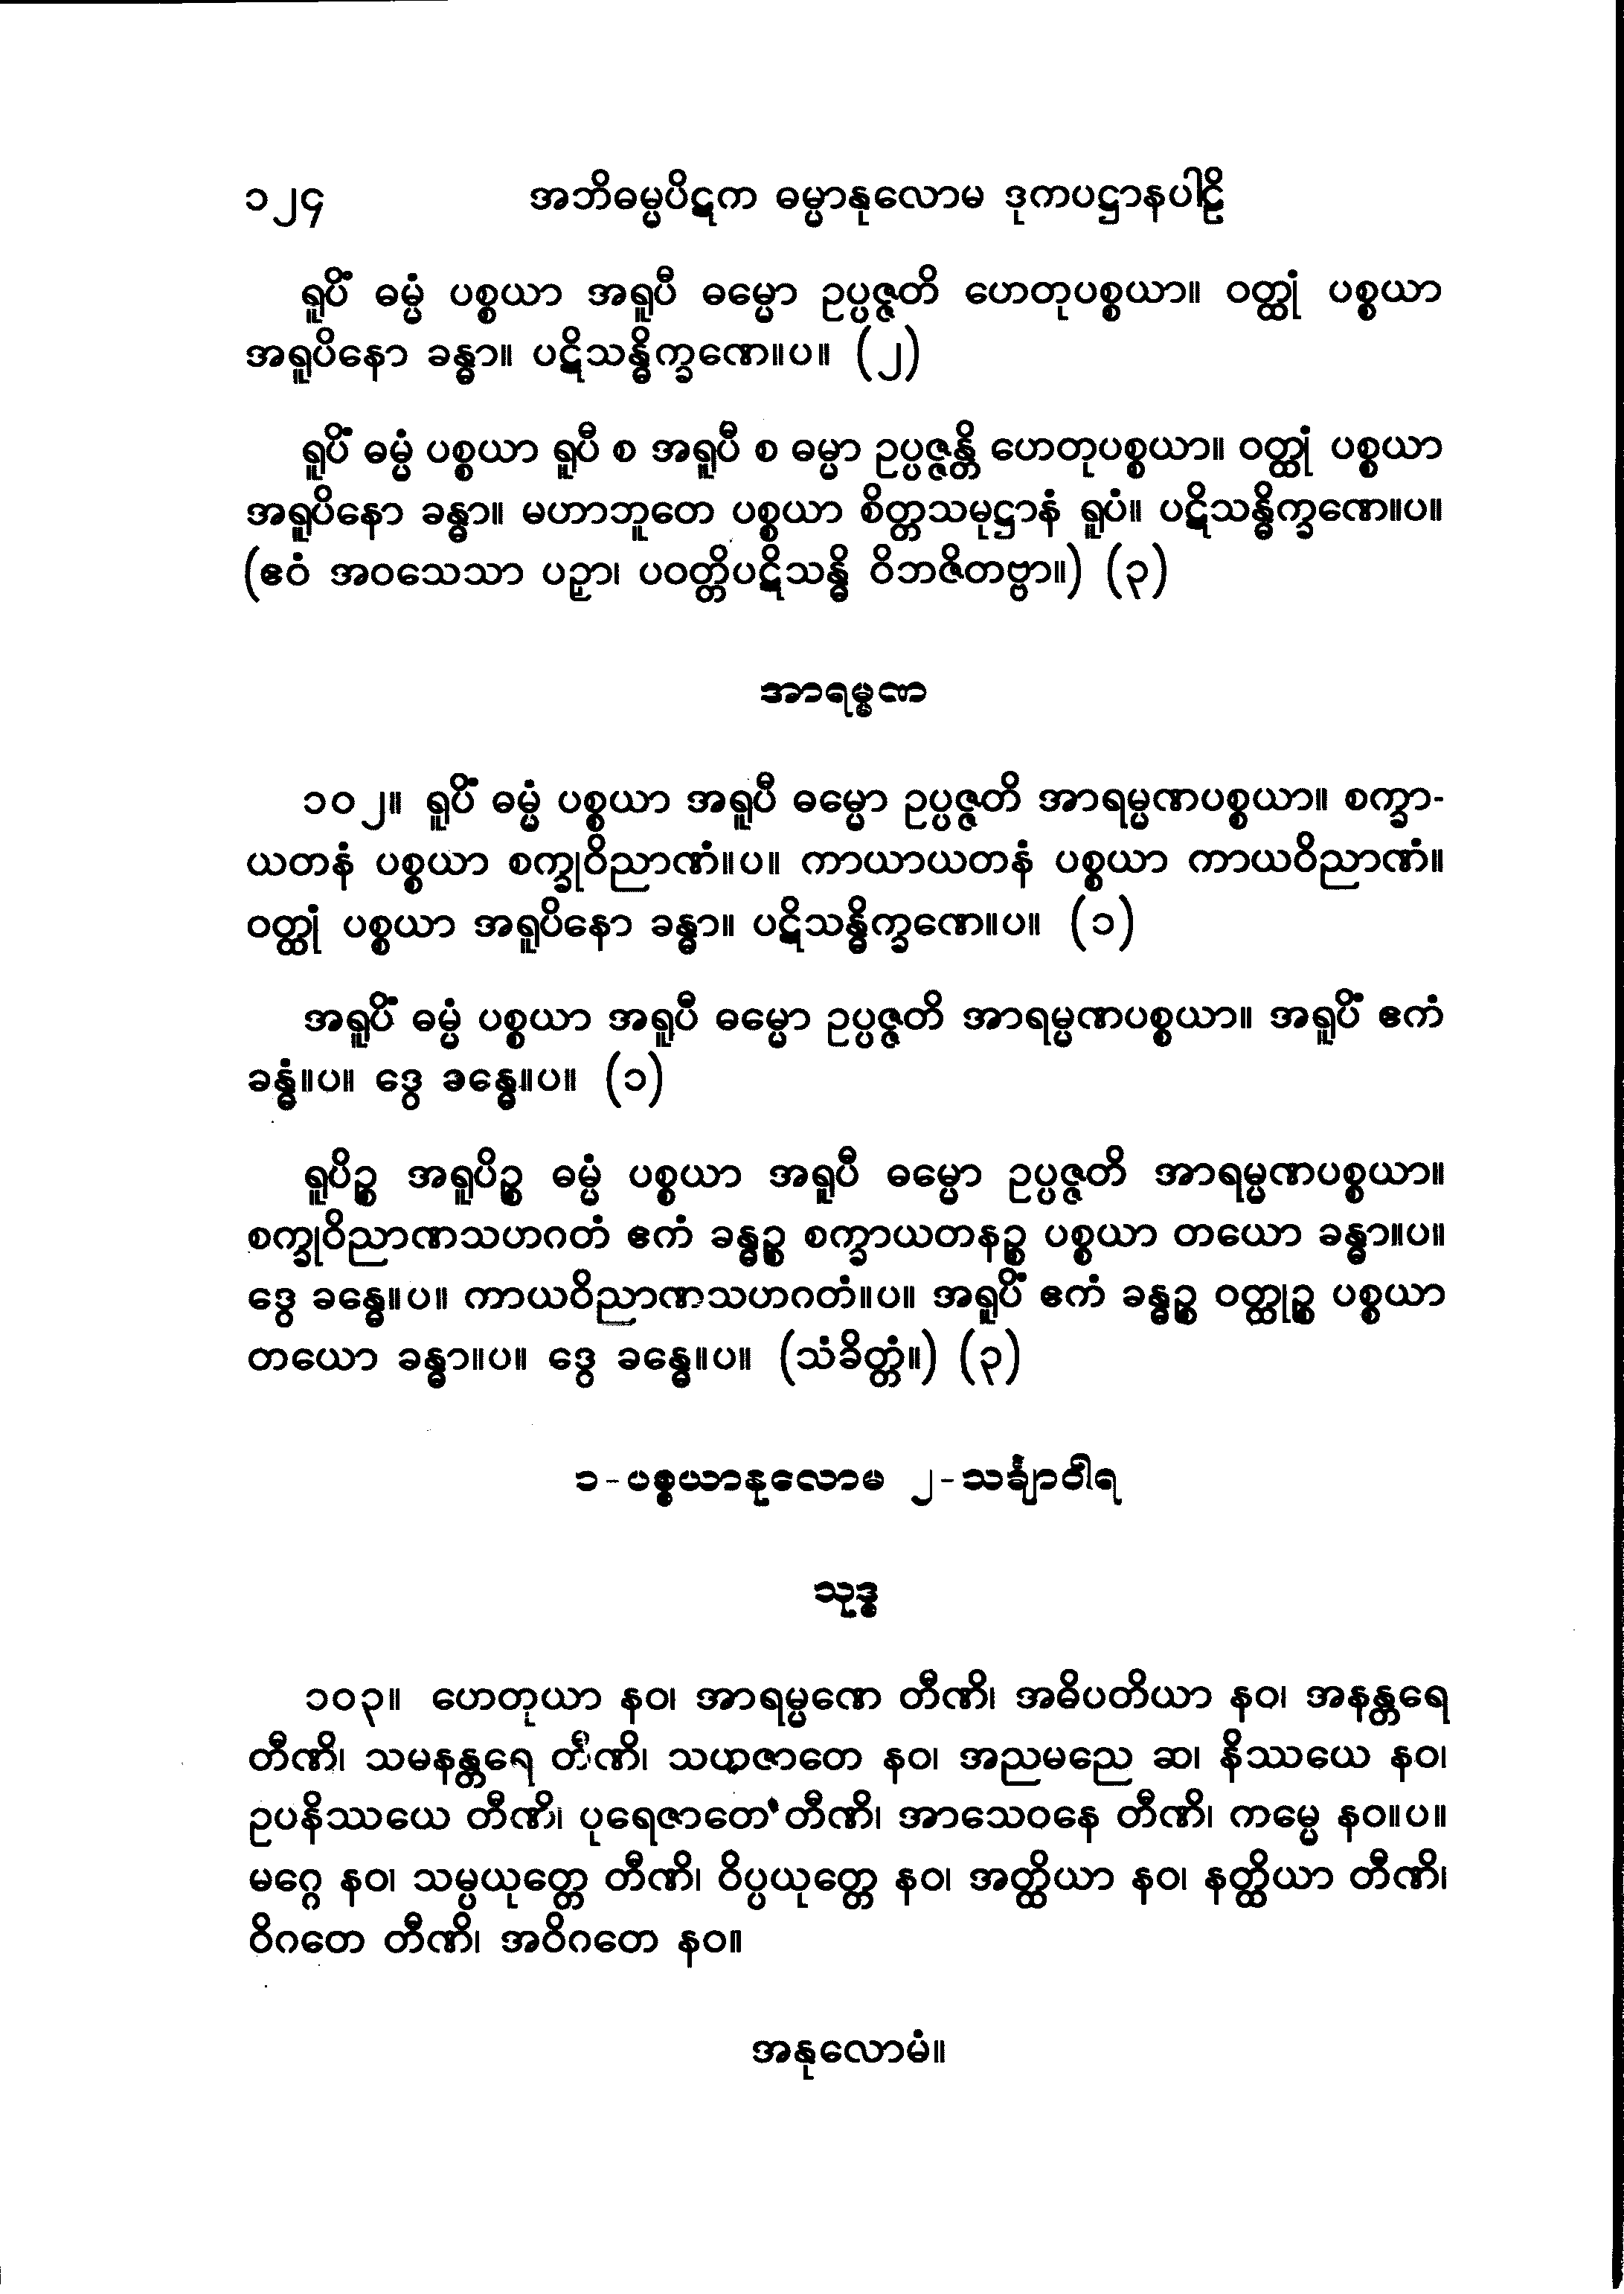 ၁၂၄ အဘိဓမ္မပိဋက ဓမ္မာနုလောမ ဒုကပဋ္ဌာနပါဠိ
ရူပိံ ဓမ္မံ ပစ္စယာ အရူပီ ဓမ္မော ဥပ္ပဇ္ဇတိ ဟေတုပစ္စယာ။ ဝတ္ထုံ ပစ္စယာ
အရူပိနော ခန္ဓာ။ ပဋိသန္ဓိက္ခဏေ။ပ။ (၂)
ရူပိံ ဓမ္မံ ပစ္စယာ ရူပီ စ အရူပီ စ ဓမ္မာ ဥပ္ပဇ္ဇန္တိ ဟေတုပစ္စယာ။ ဝတ္ထုံ ပစ္စယာ
အရူပိနော ခန္ဓာ။ မဟာဘူတေ ပစ္စယာ စိတ္တသမုဋ္ဌာနံ ရူပံ။ ပဋိသန္ဓိက္ခဏေ။ပ။
(ဧဝံ အဝသေသာ ပဉှာ၊ ပဝတ္တိပဋိသန္ဓိ ဝိဘဇိတဗ္ဗာ။) (၃)
အာရမ္မဏ
၁၀၂။ ရူပိံ ဓမ္မံ ပစ္စယာ အရူပီ ဓမ္မော ဥပ္ပဇ္ဇတိ အာရမ္မဏပစ္စယာ။ စက္ခာ-
ယတနံ ပစ္စယာ စက္ခုဝိညာဏံ။ပ။ ကာယာယတနံ ပစ္စယာ ကာယဝိညာဏံ။
ဝတ္ထုံ ပစ္စယာ အရူပိနော ခန္ဓာ။ ပဋိသန္ဓိက္ခဏေ။ပ။ (၁)
အရူပိံ ဓမ္မံ ပစ္စယာ အရူပီ ဓမ္မော ဥပ္ပဇ္ဇတိ အာရမ္မဏပစ္စယာ။ အရူပိံ ဧကံ
ခန္ဓံ။ပ။ ဒွေ ခန္ဓေ။ပ။ (၁)
ရူပိဉ္စ အရူပိဉ္စ ဓမ္မံ ပစ္စယာ အရူပီ ဓမ္မော ဥပ္ပဇ္ဇတိ အာရမ္မဏပစ္စယာ။
စက္ခုဝိညာဏသဟဂတံ ဧကံ ခန္ဓဉ္စ စက္ခာယတနဉ္စ ပစ္စယာ တယော ခန္ဓာ။ပ။
ဒွေ ခန္ဓေ။ပ။ ကာယဝိညာဏသဟဂတံ။ပ။ အရူပိံ ဧကံ ခန္ဓဉ္စ ဝတ္ထုဉ္စ ပစ္စယာ
တယော ခန္ဓာ။ပ။ ဒွေ ခန္ဓေ။ပ။ (သံခိတ္တံ။) (၃)
၁-ပစ္စယာနုလောမ ၂-သင်္ချာဝါရ
သုဒ္ဓ
၁၀၃။ ဟေတုယာ နဝ၊ အာရမ္မဏေ တီဏိ၊ အဓိပတိယာ နဝ၊ အနန္တရေ
တီဏိ၊ သမနန္တရေ တီဏိ၊ သဟဇာတေ နဝ၊ အညမညေ ဆ၊ နိဿယေ နဝ၊
ဥပနိဿယေ တီဏိ၊ ပုရေဇာတေ တီဏိ၊ အာသေဝနေ တီဏိ၊ ကမ္မေ နဝ။ပ။
မဂ္ဂေ နဝ၊ သမ္ပယုတ္တေ တီဏိ၊ ဝိပ္ပယုတ္တေ နဝ၊ အတ္ထိယာ နဝ၊ နတ္ထိယာ တီဏိ၊
ဝိဂတေ တီဏိ၊ အဝိဂတေ နဝ။
အနုလောမံ။